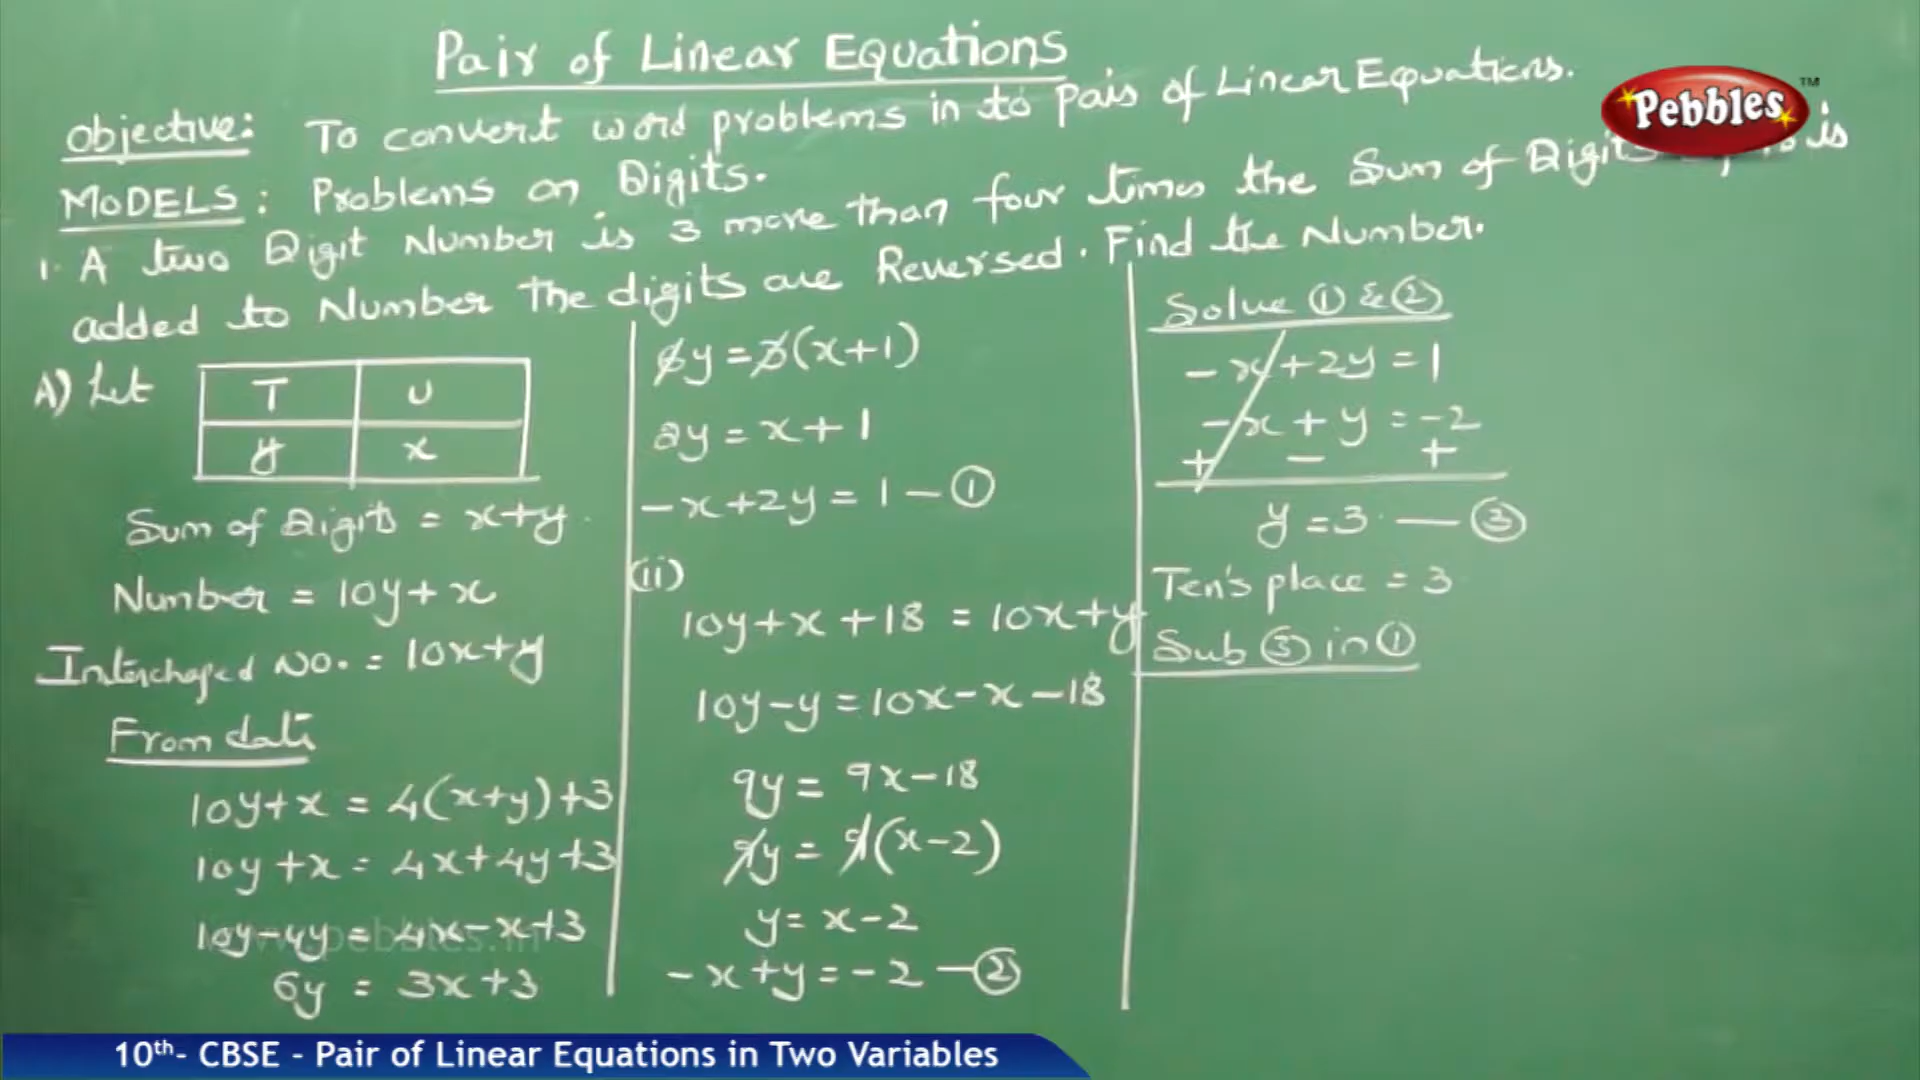 Pair of Linear Equations
Objective: To convert word problems in to Pair of Linear Equations.
MODELS: Problems on Digits.
1. A two Digit Number is 3 more than four times the Sum of Digits is
added to Number The digits are Reversed. Find the Number.
A) Let
T U
y x
Sum of Digits = x+y.
Number = 10y+x
Interchaged No. = 10x+y
From data
10y+x = 4(x+y)+3
10y+x = 4x+4y+3
10y-4y = 4x-x+3
6y = 3x+3
6y = 3(x+1)
2y = x+1
-x+2y = 1 — ①
(ii)
10y+x+18 = 10x+y
10y-y = 10x-x-18
9y = 9x-18
9y = 9(x-2)
y = x-2
-x+y = -2 — ②
Solve ① & ②
-x+2y = 1
-x+y = -2
+ - +
y = 3 — ③
Ten's place = 3
Sub ③ in ①
Pebbles™
www.pebbles.in
10th- CBSE - Pair of Linear Equations in Two Variables